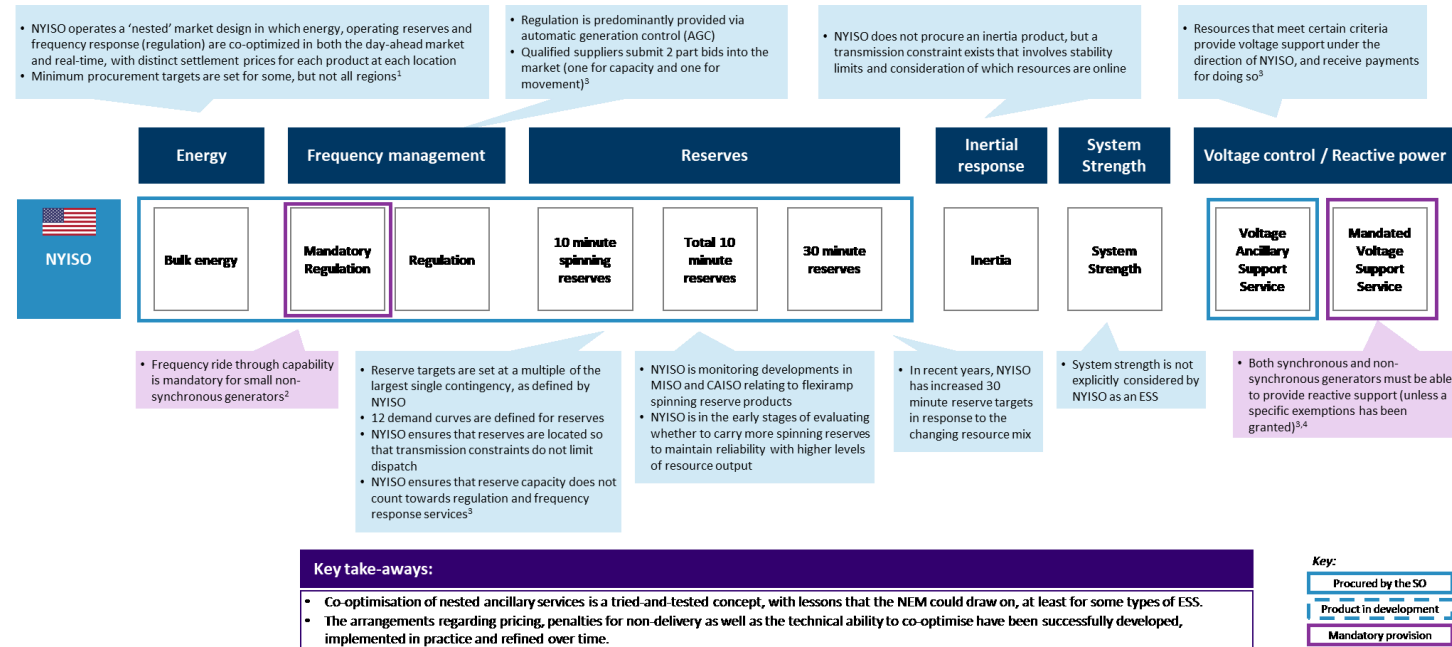 • NYISO operates a ‘nested’ market design in which energy, operating reserves and
frequency response (regulation) are co-optimized in both the day-ahead market
and real-time, with distinct settlement prices for each product at each location
• Minimum procurement targets are set for some, but not all regions1
• Regulation is predominantly provided via
automatic generation control (AGC)
• Qualified suppliers submit 2 part bids into the
market (one for capacity and one for
movement)3
• NYISO does not procure an inertia product, but a
transmission constraint exists that involves stability
limits and consideration of which resources are online
• Resources that meet certain criteria
provide voltage support under the
direction of NYISO, and receive payments
for doing so3
Energy
Frequency management
Reserves
Inertial
response
System
Strength
Voltage control / Reactive power
NYISO
Bulk energy
Mandatory
Regulation
Regulation
10 minute
spinning
reserves
Total 10
minute
reserves
30 minute
reserves
Inertia
System
Strength
Voltage
Ancillary
Support
Service
Mandated
Voltage
Support
Service
• Frequency ride through capability
is mandatory for small non-
synchronous generators2
• Reserve targets are set at a multiple of the
largest single contingency, as defined by
NYISO
• 12 demand curves are defined for reserves
• NYISO ensures that reserves are located so
that transmission constraints do not limit
dispatch
• NYISO ensures that reserve capacity does not
count towards regulation and frequency
response services3
• NYISO is monitoring developments in
MISO and CAISO relating to flexiramp
spinning reserve products
• NYISO is in the early stages of evaluating
whether to carry more spinning reserves
to maintain reliability with higher levels
of resource output
• In recent years, NYISO
has increased 30
minute reserve targets
in response to the
changing resource mix
• System strength is not
explicitly considered by
NYISO as an ESS
• Both synchronous and non-
synchronous generators must be able
to provide reactive support (unless a
specific exemptions has been
granted)3,4
Key take-aways:
• Co-optimisation of nested ancillary services is a tried-and-tested concept, with lessons that the NEM could draw on, at least for some types of ESS.
• The arrangements regarding pricing, penalties for non-delivery as well as the technical ability to co-optimise have been successfully developed,
implemented in practice and refined over time.
Key:
Procured by the SO
Product in development
Mandatory provision